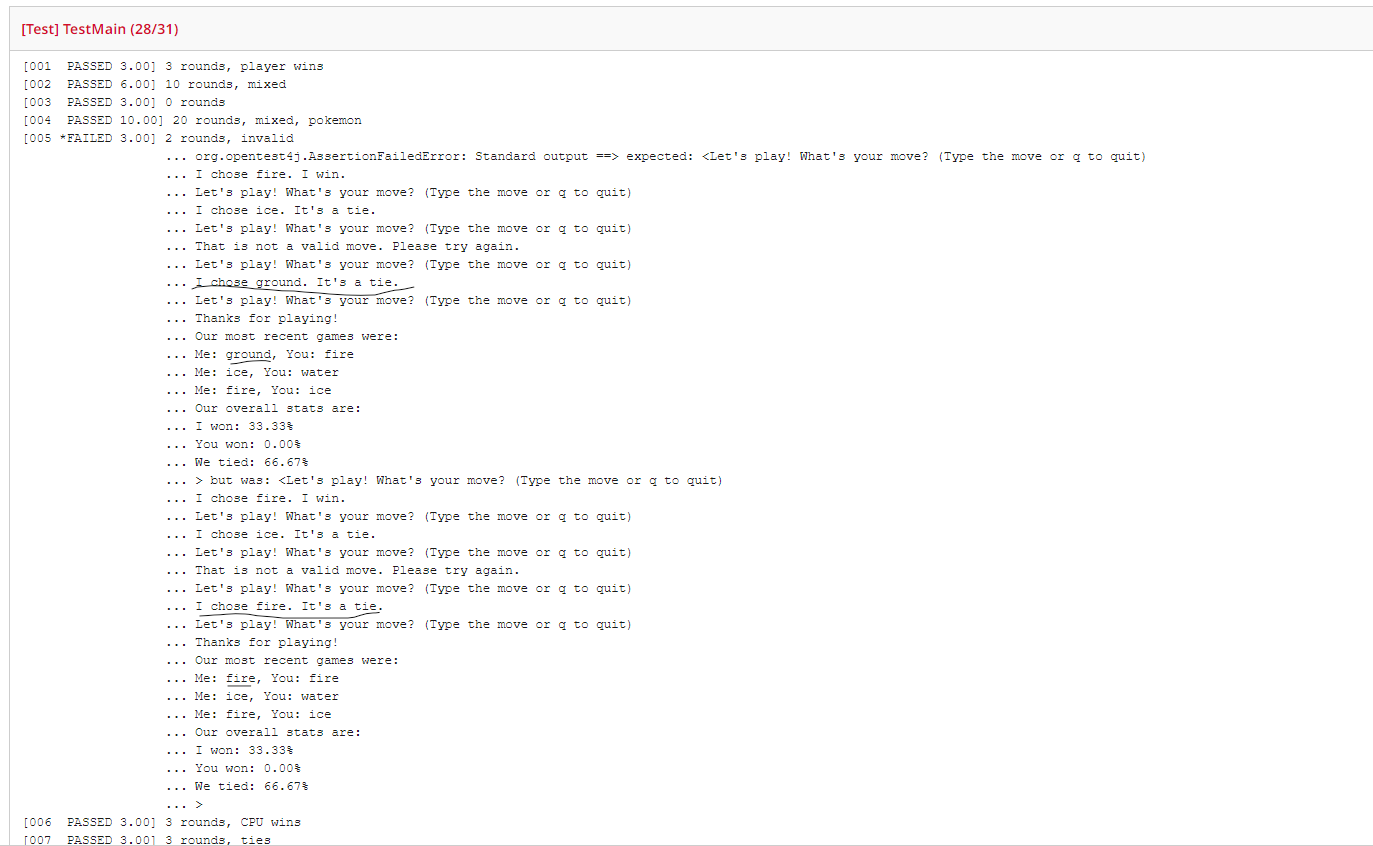 [Test] TestMain (28/31)
[001  PASSED 3.00] 3 rounds, player wins
[002  PASSED 6.00] 10 rounds, mixed
[003  PASSED 3.00] 0 rounds
[004  PASSED 10.00] 20 rounds, mixed, pokemon
[005 *FAILED 3.00] 2 rounds, invalid
... org.opentest4j.AssertionFailedError: Standard output ==> expected: <Let's play! What's your move? (Type the move or q to quit)
... I chose fire. I win.
... Let's play! What's your move? (Type the move or q to quit)
... I chose ice. It's a tie.
... Let's play! What's your move? (Type the move or q to quit)
... That is not a valid move. Please try again.
... Let's play! What's your move? (Type the move or q to quit)
... I chose ground. It's a tie.
... Let's play! What's your move? (Type the move or q to quit)
... Thanks for playing!
... Our most recent games were:
... Me: ground, You: fire
... Me: ice, You: water
... Me: fire, You: ice
... Our overall stats are:
... I won: 33.33%
... You won: 0.00%
... We tied: 66.67%
... > but was: <Let's play! What's your move? (Type the move or q to quit)
... I chose fire. I win.
... Let's play! What's your move? (Type the move or q to quit)
... I chose ice. It's a tie.
... Let's play! What's your move? (Type the move or q to quit)
... That is not a valid move. Please try again.
... Let's play! What's your move? (Type the move or q to quit)
... I chose fire. It's a tie.
... Let's play! What's your move? (Type the move or q to quit)
... Thanks for playing!
... Our most recent games were:
... Me: fire, You: fire
... Me: ice, You: water
... Me: fire, You: ice
... Our overall stats are:
... I won: 33.33%
... You won: 0.00%
... We tied: 66.67%
... >
[006  PASSED 3.00] 3 rounds, CPU wins
[007  PASSED 3.00] 3 rounds, ties